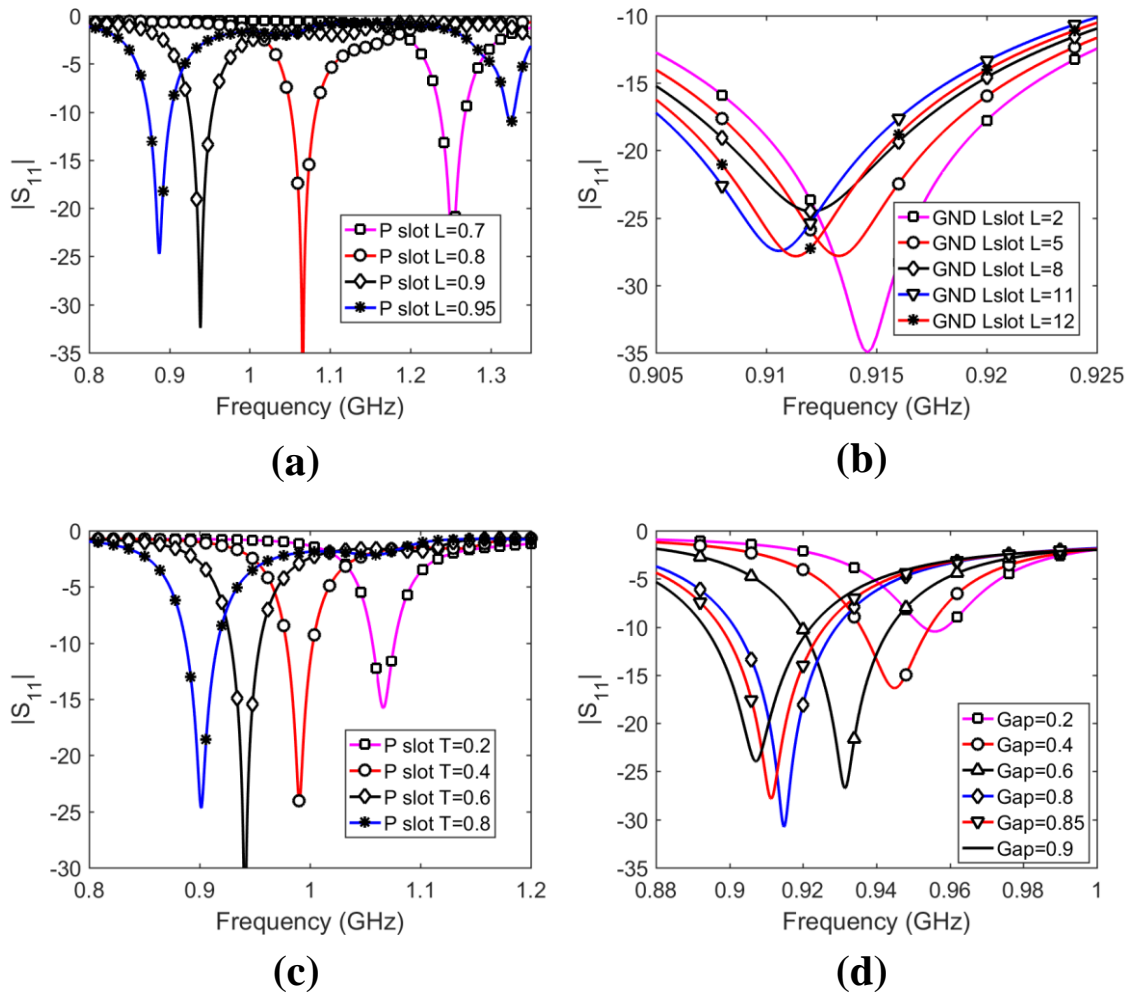 -10
-15
-20
-25
-30
-35
0.905 0.91 0.915 0.92 0.925
Frequency (GHz)
|S11|
GND Lslot L=2
GND Lslot L=5
GND Lslot L=8
GND Lslot L=11
GND Lslot L=12
(b)
0
-5
-10
-15
-20
-25
-30
-35
0.8 0.9 1 1.1 1.2 1.3
Frequency (GHz)
|S11|
P slot L=0.7
P slot L=0.8
P slot L=0.9
P slot L=0.95
(a)
0
-5
-10
-15
-20
-25
-30
0.8 0.9 1 1.1 1.2
Frequency (GHz)
|S11|
P slot T=0.2
P slot T=0.4
P slot T=0.6
P slot T=0.8
(c)
0
-5
-10
-15
-20
-25
-30
-35
0.88 0.9 0.92 0.94 0.96 0.98 1
Frequency (GHz)
|S11|
Gap=0.2
Gap=0.4
Gap=0.6
Gap=0.8
Gap=0.85
Gap=0.9
(d)